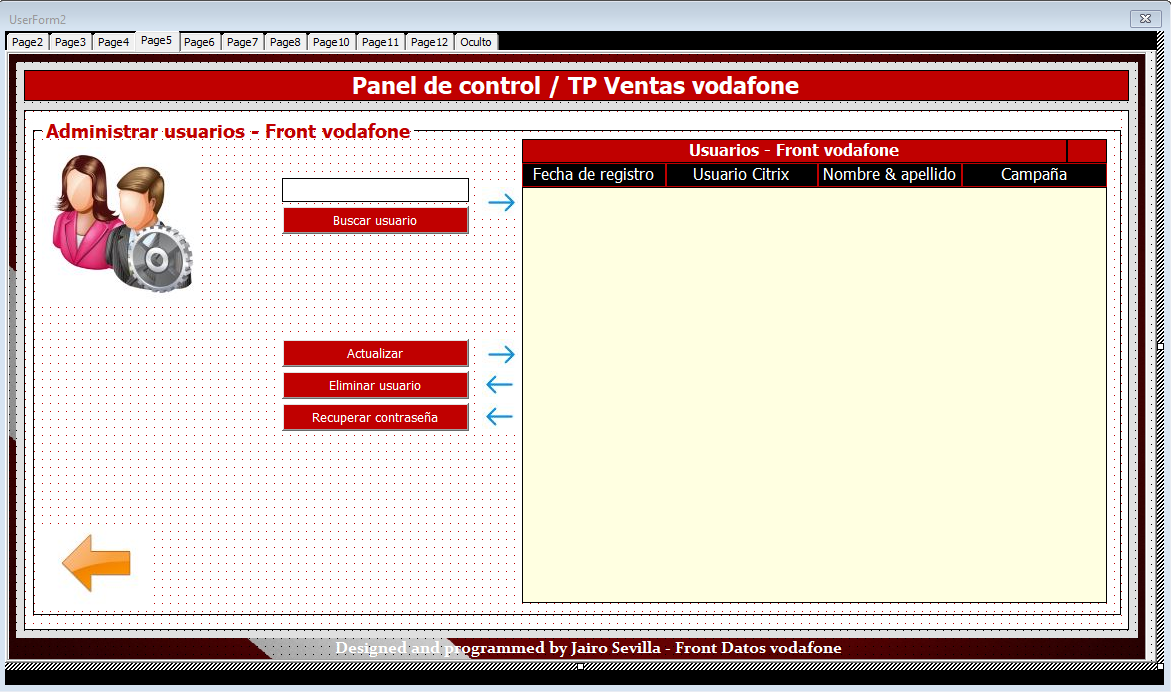 UserForm2
Page2 Page3 Page4 Page5 Page6 Page7 Page8 Page10 Page11 Page12 Oculto
Panel de control / TP Ventas vodafone
Administrar usuarios - Front vodafone
Usuarios - Front vodafone
Fecha de registro Usuario Citrix Nombre & apellido Campaña
Buscar usuario
Actualizar
Eliminar usuario
Recuperar contraseña
Designed and programmed by Jairo Sevilla - Front Datos vodafone